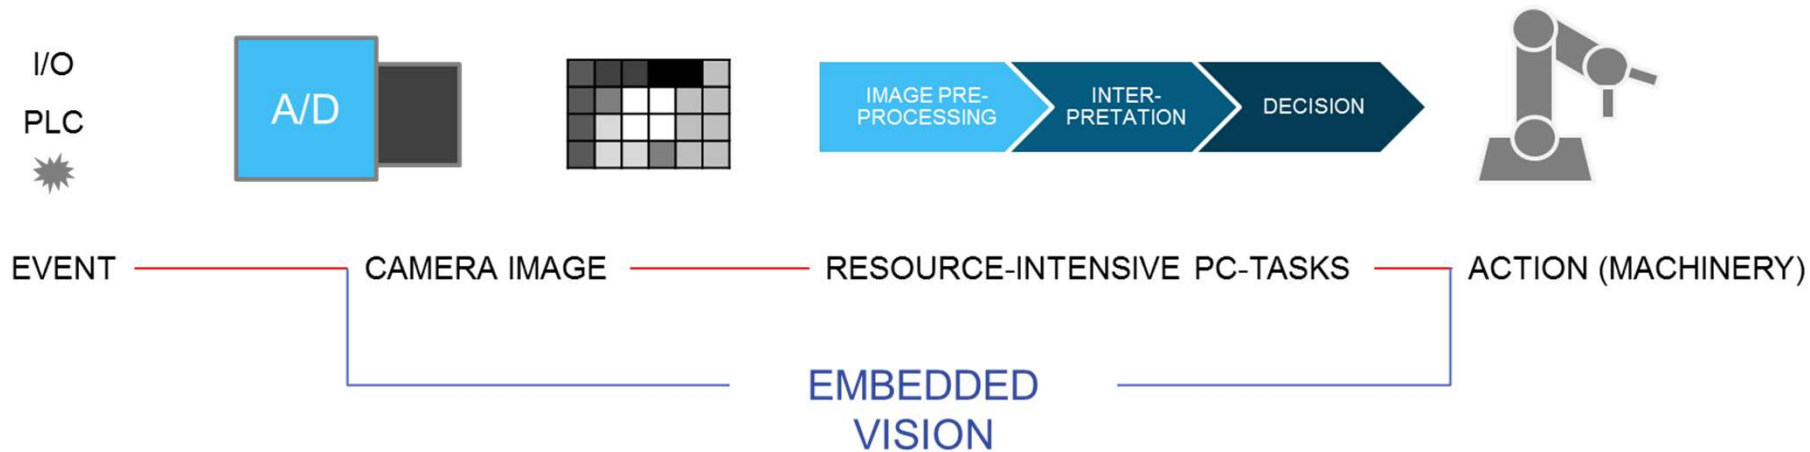 I/O
PLC
A/D
IMAGE PRE-
PROCESSING
INTER-
PRETATION
DECISION
EVENT
CAMERA IMAGE
RESOURCE-INTENSIVE PC-TASKS
ACTION (MACHINERY)
EMBEDDED
VISION